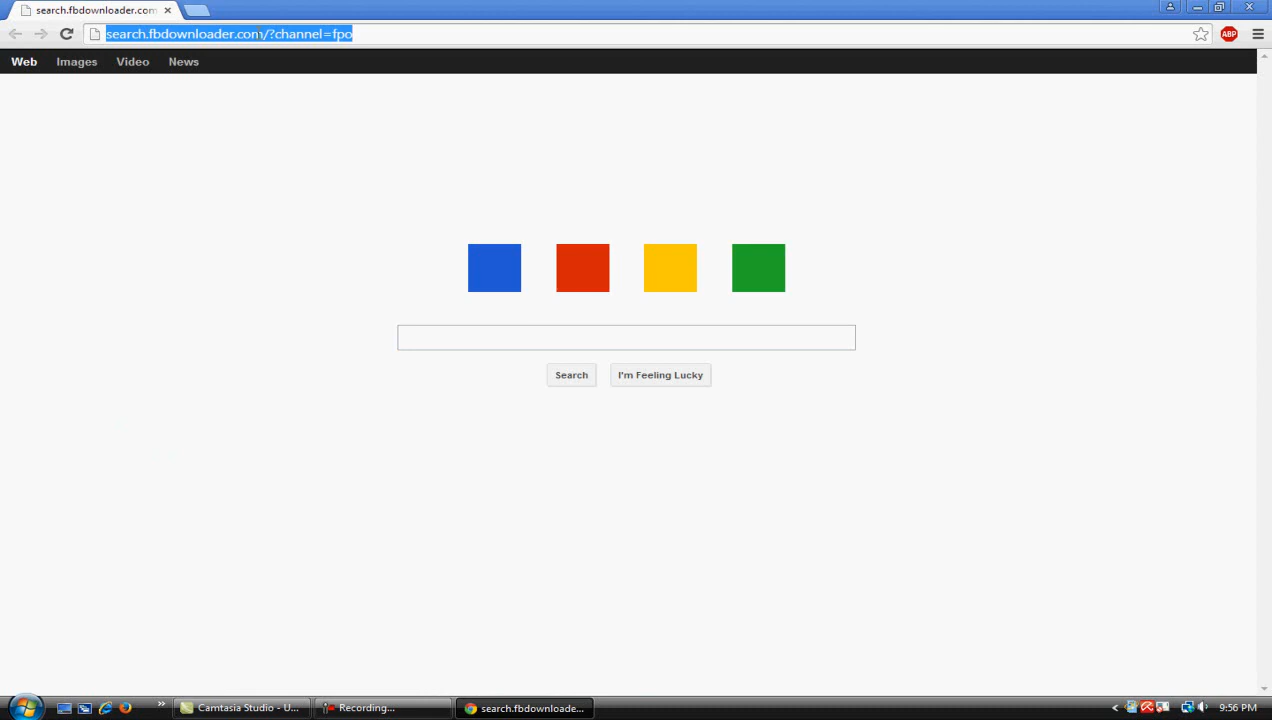 search.fbdownloader.com
search.fbdownloader.com/?channel=fpo
ABP
Web Images Video News
Search I'm Feeling Lucky
Camtasia Studio - U... Recording... search.fbdownloade... 9:56 PM